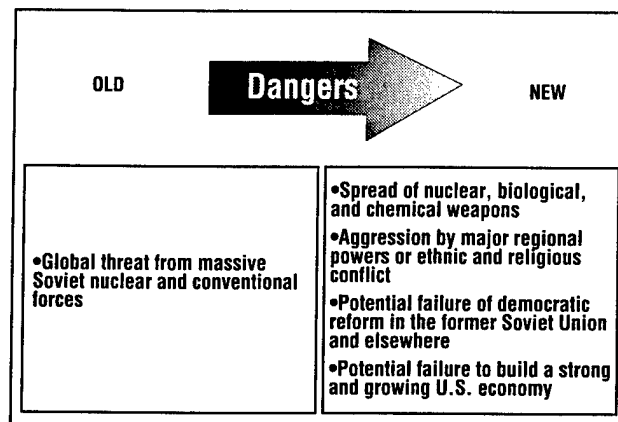 OLD
Dangers
NEW
•Global threat from massive
Soviet nuclear and conventional
forces
•Spread of nuclear, biological,
and chemical weapons
•Aggression by major regional
powers or ethnic and religious
conflict
•Potential failure of democratic
reform in the former Soviet Union
and elsewhere
•Potential failure to build a strong
and growing U.S. economy